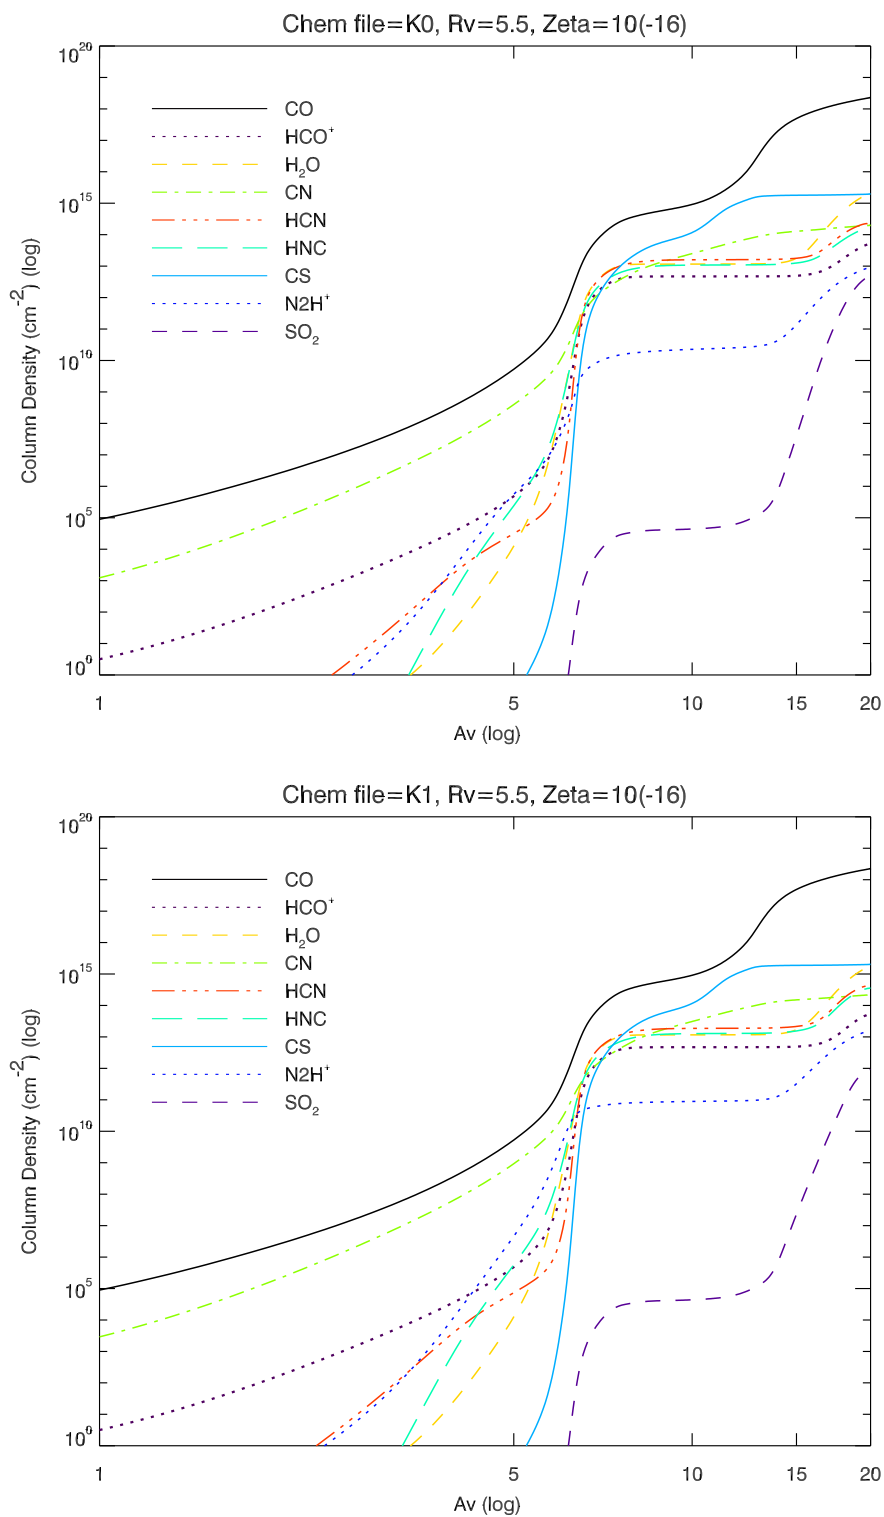 Chem file=K0, Rv=5.5, Zeta=10(-16)
10^20
CO
HCO⁺
H₂O
CN
10^15
HCN
HNC
CS
N2H⁺
SO₂
10^10
10^5
10^0
Column Density (cm⁻²) (log)
1 5 10 15 20
Av (log)
Chem file=K1, Rv=5.5, Zeta=10(-16)
10^20
CO
HCO⁺
H₂O
CN
10^15
HCN
HNC
CS
N2H⁺
SO₂
10^10
10^5
10^0
Column Density (cm⁻²) (log)
1 5 10 15 20
Av (log)